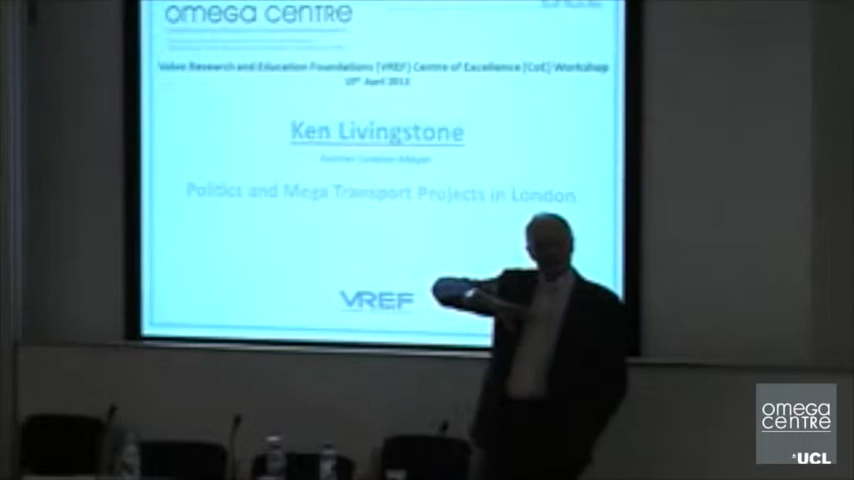 omega centre
Volvo Research and Education Foundations (VREF) Centre of Excellence (CoE) Workshop
April 2013
Ken Livingstone
Former London Mayor
Politics and Mega Transport Projects in London
VREF
omega
centre
UCL